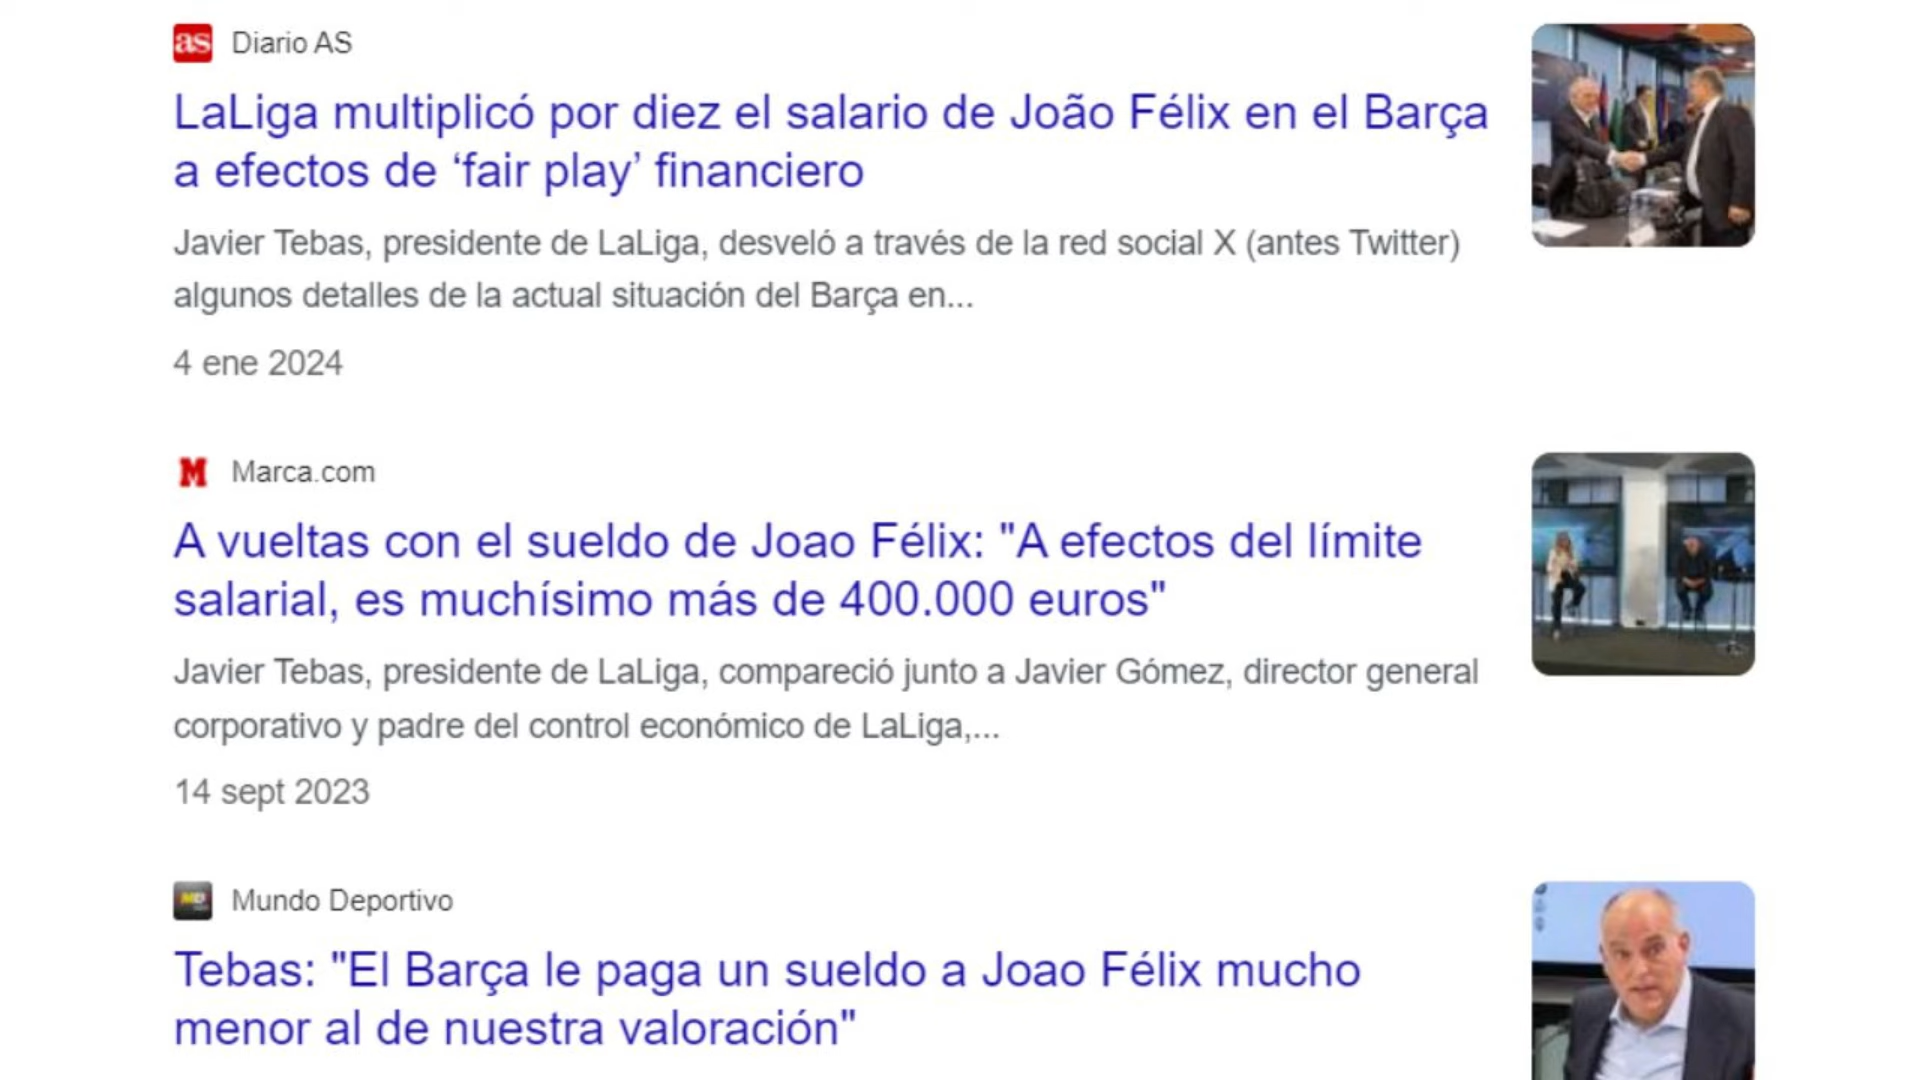 as Diario AS
LaLiga multiplicó por diez el salario de João Félix en el Barça
a efectos de ‘fair play’ financiero
Javier Tebas, presidente de LaLiga, desveló a través de la red social X (antes Twitter)
algunos detalles de la actual situación del Barça en...
4 ene 2024
M Marca.com
A vueltas con el sueldo de Joao Félix: "A efectos del límite
salarial, es muchísimo más de 400.000 euros"
Javier Tebas, presidente de LaLiga, compareció junto a Javier Gómez, director general
corporativo y padre del control económico de LaLiga,...
14 sept 2023
MD Mundo Deportivo
Tebas: "El Barça le paga un sueldo a Joao Félix mucho
menor al de nuestra valoración"